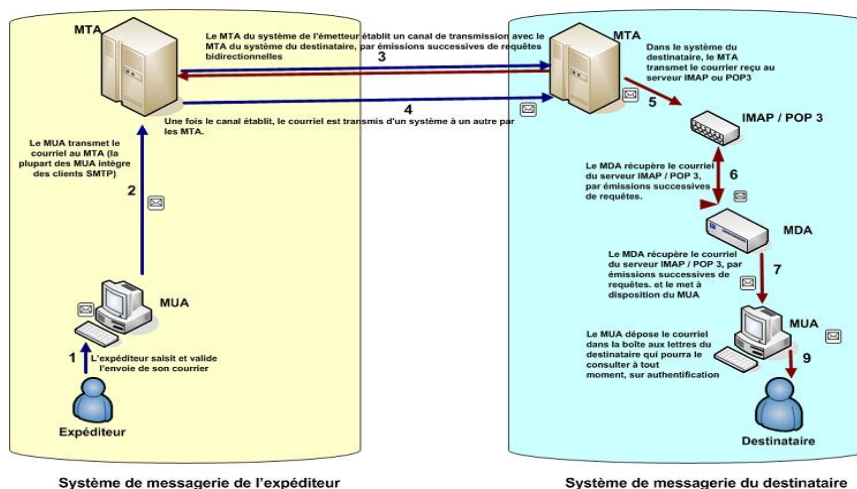 MTA
Le MTA du système de l'émetteur établit un canal de transmission avec le
MTA du système du destinataire, par émissions successives de requêtes
bidirectionnelles
3
4
Une fois le canal établit, le courriel est transmis d'un système à un autre par
les MTA.
Le MUA transmet le
courriel au MTA (la
plupart des MUA intègre
des clients SMTP)
2
MUA
1
L'expéditeur saisit et valide
l'envoie de son courrier
Expéditeur
Système de messagerie de l'expéditeur
MTA
Dans le système du
destinataire, le MTA
transmet le courrier reçu au
serveur IMAP ou POP3
5
IMAP / POP 3
Le MDA récupère le courriel
du serveur IMAP / POP 3,
par émissions successives
de requêtes.
6
MDA
Le MDA récupère le courriel
du serveur IMAP / POP 3, par
émissions successives de
requêtes. et le met à
disposition du MUA
7
MUA
Le MUA dépose le courriel
dans la boîte aux lettres du
destinataire qui pourra le
consulter à tout
moment, sur authentification
9
Destinataire
Système de messagerie du destinataire